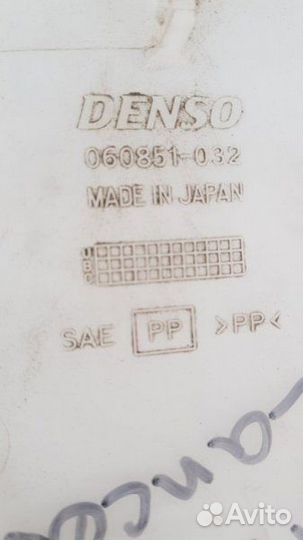 DENSO
060851-032
MADE IN JAPAN
U
B
C
SAE PP >PP<
Avito